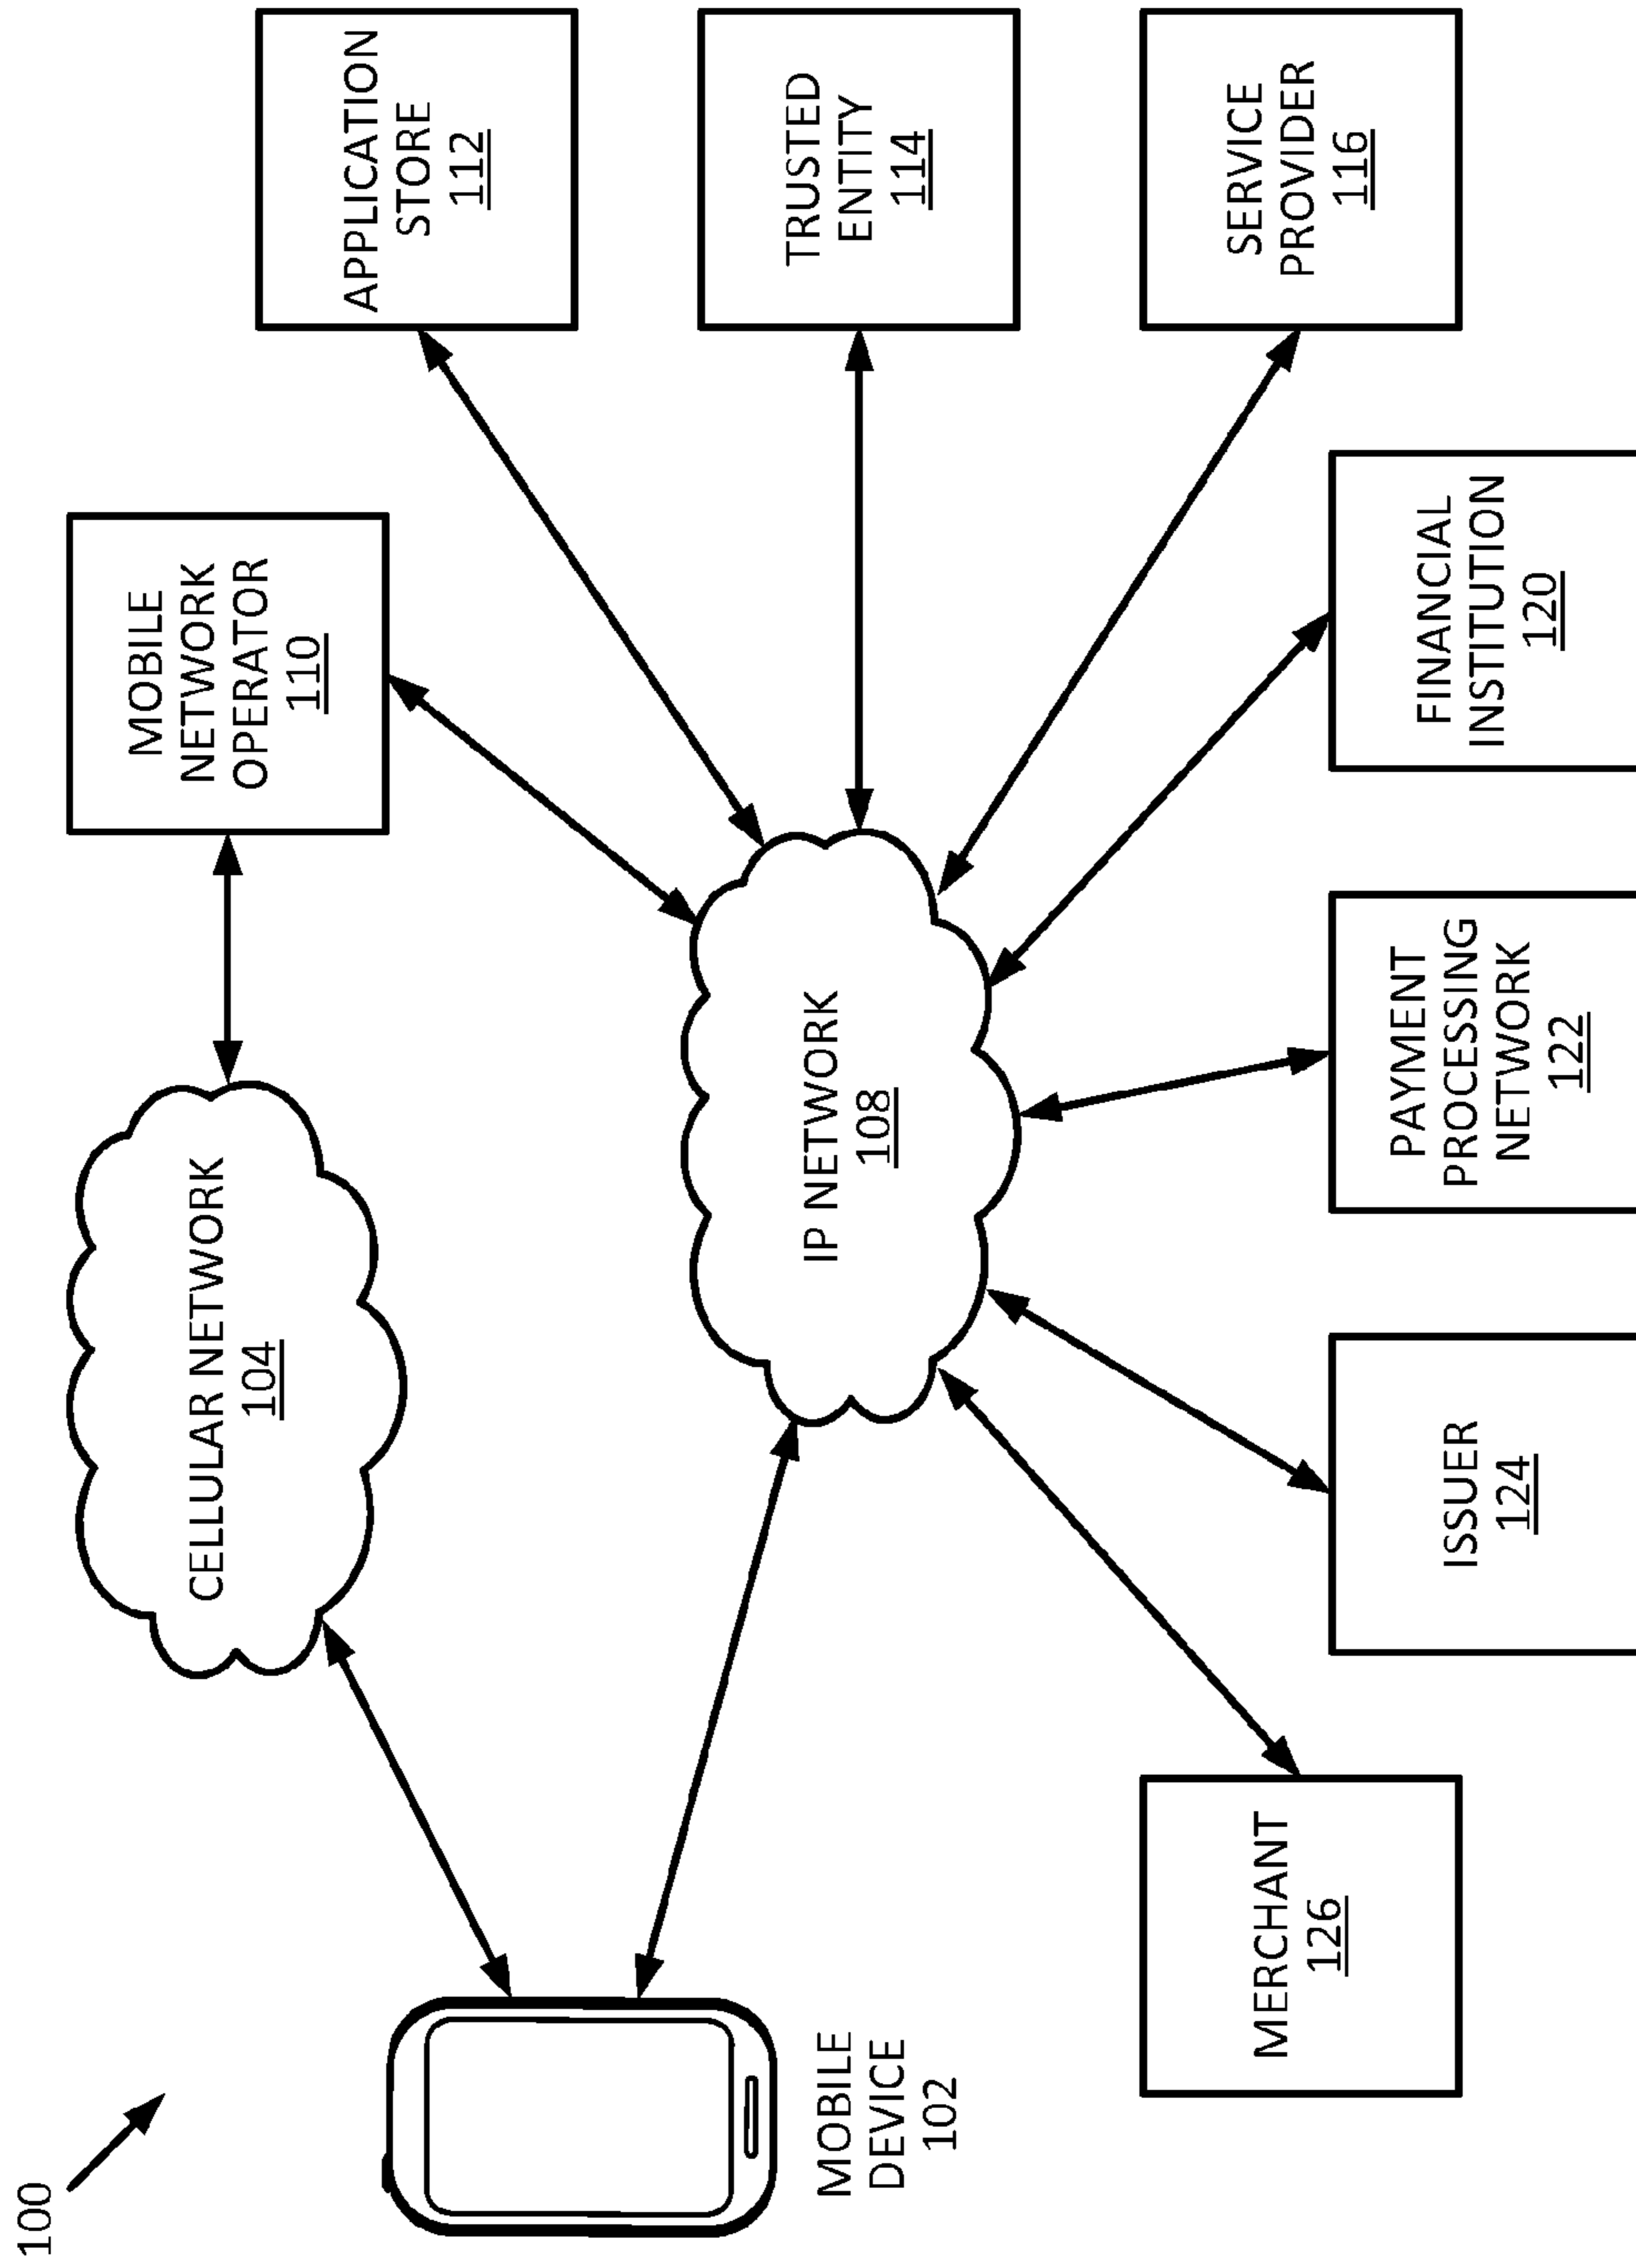 100
CELLULAR NETWORK
104
MOBILE
NETWORK
OPERATOR
110
APPLICATION
STORE
112
MOBILE
DEVICE
102
IP NETWORK
108
TRUSTED
ENTITY
114
MERCHANT
126
SERVICE
PROVIDER
116
ISSUER
124
PAYMENT
PROCESSING
NETWORK
122
FINANCIAL
INSTITUTION
120